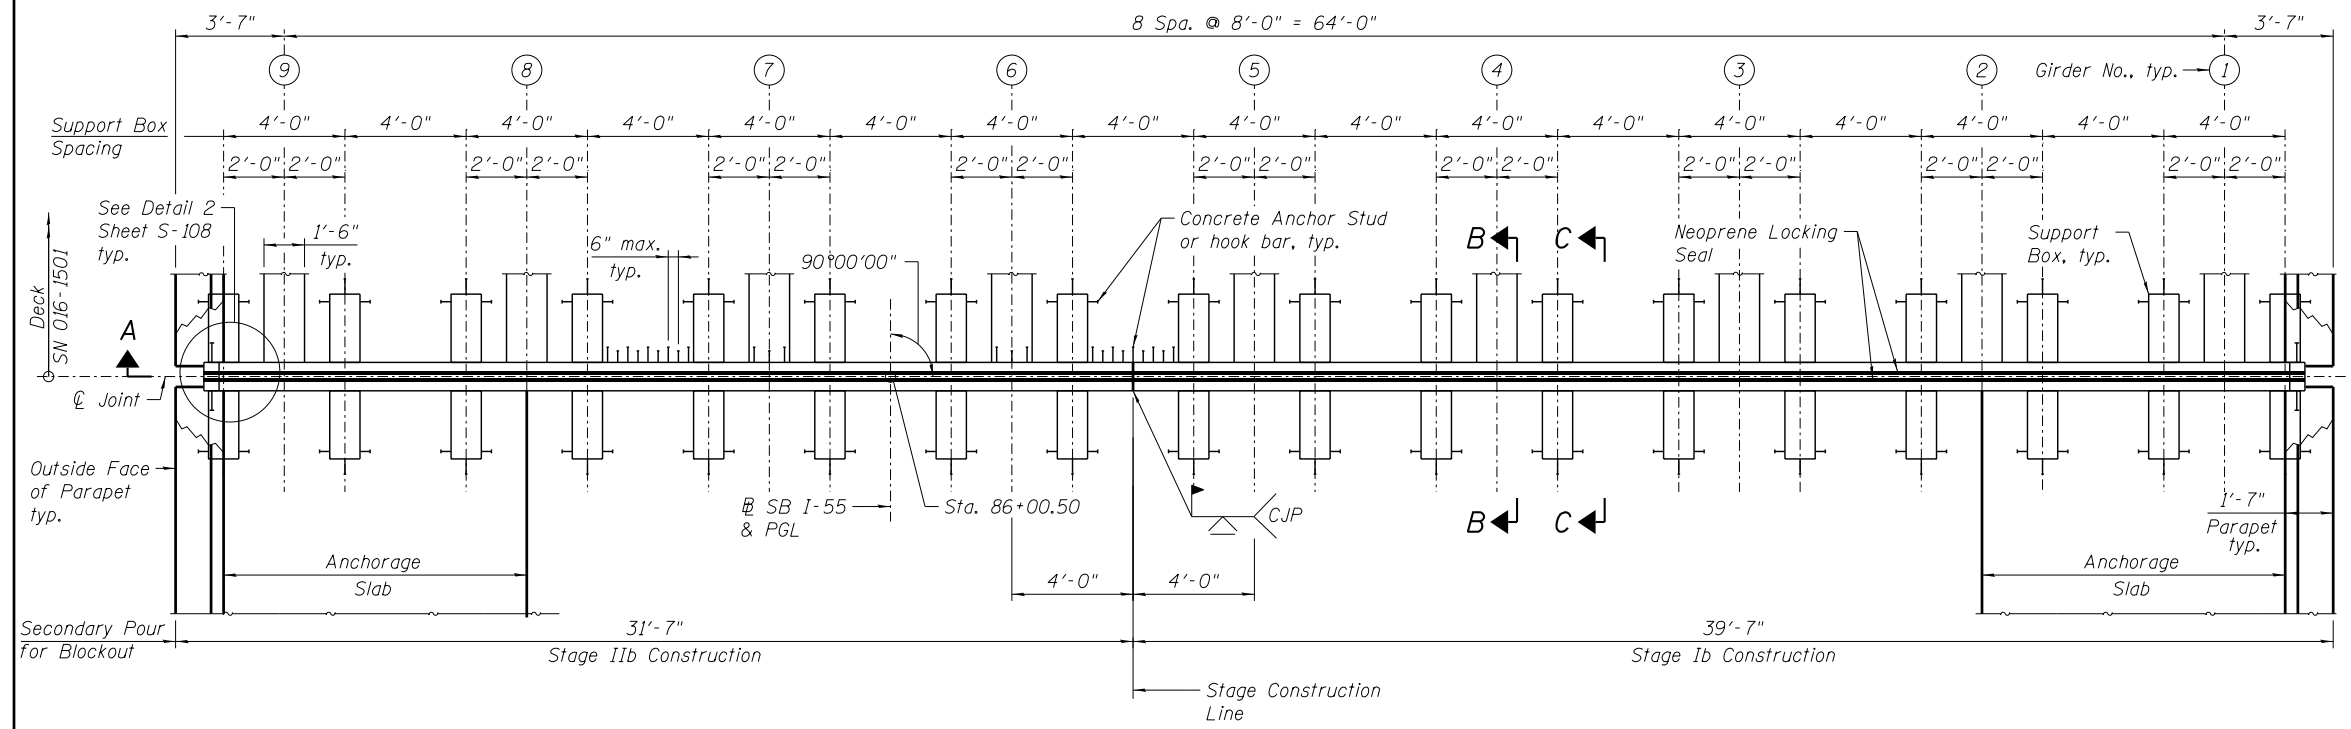 3'-7" 8 Spa. @ 8'-0" = 64'-0" 3'-7"
9 8 7 6 5 4 3 2 Girder No., typ. 1
Support Box
Spacing
4'-0" 4'-0" 4'-0" 4'-0" 4'-0" 4'-0" 4'-0" 4'-0" 4'-0" 4'-0" 4'-0" 4'-0" 4'-0" 4'-0" 4'-0" 4'-0" 4'-0"
2'-0" 2'-0" 2'-0" 2'-0" 2'-0" 2'-0" 2'-0" 2'-0" 2'-0" 2'-0" 2'-0" 2'-0" 2'-0" 2'-0" 2'-0" 2'-0" 2'-0" 2'-0"
See Detail 2
Sheet S-108
typ.
1'-6"
typ.
6" max.
typ.
90°00'00"
Concrete Anchor Stud
or hook bar, typ.
B C
Neoprene Locking
Seal
Support
Box, typ.
Deck
SN 016-1501
A
℄ Joint
Outside Face
of Parapet
typ.
Anchorage
Slab
Secondary Pour
for Blockout
⅊ SB I-55
& PGL
Sta. 86+00.50
CJP
B C
1'-7"
Parapet
typ.
Anchorage
Slab
4'-0" 4'-0"
31'-7"
Stage IIb Construction
39'-7"
Stage Ib Construction
Stage Construction
Line